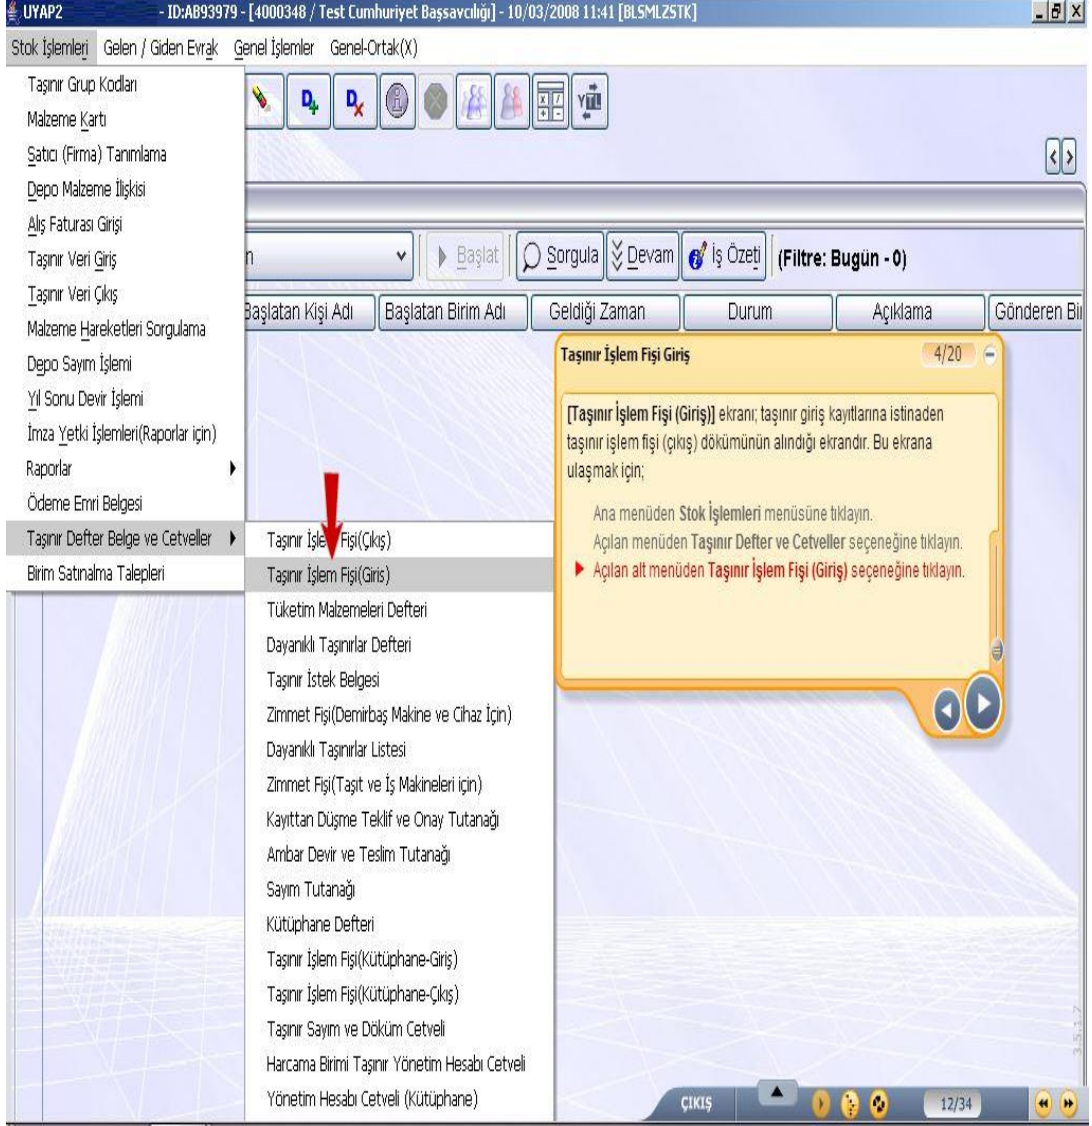 UYAP2 - ID:AB93979 - [4000348 / Test Cumhuriyet Başsavcılığı] - 10/03/2008 11:41 [BLSMLZSTK]
Stok İşlemleri Gelen / Giden Evrak Genel İşlemler Genel-Ortak(X)
Taşınır Grup Kodları
Malzeme Kartı
Satıcı (Firma) Tanımlama
Depo Malzeme İlişkisi
Alış Faturası Girişi
Taşınır Veri Giriş
Taşınır Veri Çıkış
Malzeme Hareketleri Sorgulama
Depo Sayım İşlemi
Yıl Sonu Devir İşlemi
İmza Yetki İşlemleri(Raporlar için)
Raporlar
Ödeme Emri Belgesi
Taşınır Defter Belge ve Cetveller
Birim Satınalma Talepleri
n Başlat Sorgula Devam İş Özeti (Filtre: Bugün - 0)
Başlatan Kişi Adı Başlatan Birim Adı Geldiği Zaman Durum Açıklama Gönderen Bir
Taşınır İşlem Fişi(Çıkış)
Taşınır İşlem Fişi(Giris)
Tüketim Malzemeleri Defteri
Dayanıklı Taşınırlar Defteri
Taşınır İstek Belgesi
Zimmet Fişi(Demirbaş Makine ve Cihaz İçin)
Dayanıklı Taşınırlar Listesi
Zimmet Fişi(Taşıt ve İş Makineleri için)
Kayıttan Düşme Teklif ve Onay Tutanağı
Ambar Devir ve Teslim Tutanağı
Sayım Tutanağı
Kütüphane Defteri
Taşınır İşlem Fişi(Kütüphane-Giriş)
Taşınır İşlem Fişi(Kütüphane-Çıkış)
Taşınır Sayım ve Döküm Cetveli
Harcama Birimi Taşınır Yönetim Hesabı Cetveli
Yönetim Hesabı Cetveli (Kütüphane)
Taşınır İşlem Fişi Giriş 4/20
[Taşınır İşlem Fişi (Giriş)] ekranı; taşınır giriş kayıtlarına istinaden
taşınır işlem fişi (çıkış) dökümünün alındığı ekrandır. Bu ekrana
ulaşmak için;
Ana menüden Stok İşlemleri menüsüne tıklayın.
Açılan menüden Taşınır Defter ve Cetveller seçeneğine tıklayın.
Açılan alt menüden Taşınır İşlem Fişi (Giriş) seçeneğine tıklayın.
3.5.1.7
ÇIKIŞ 12/34